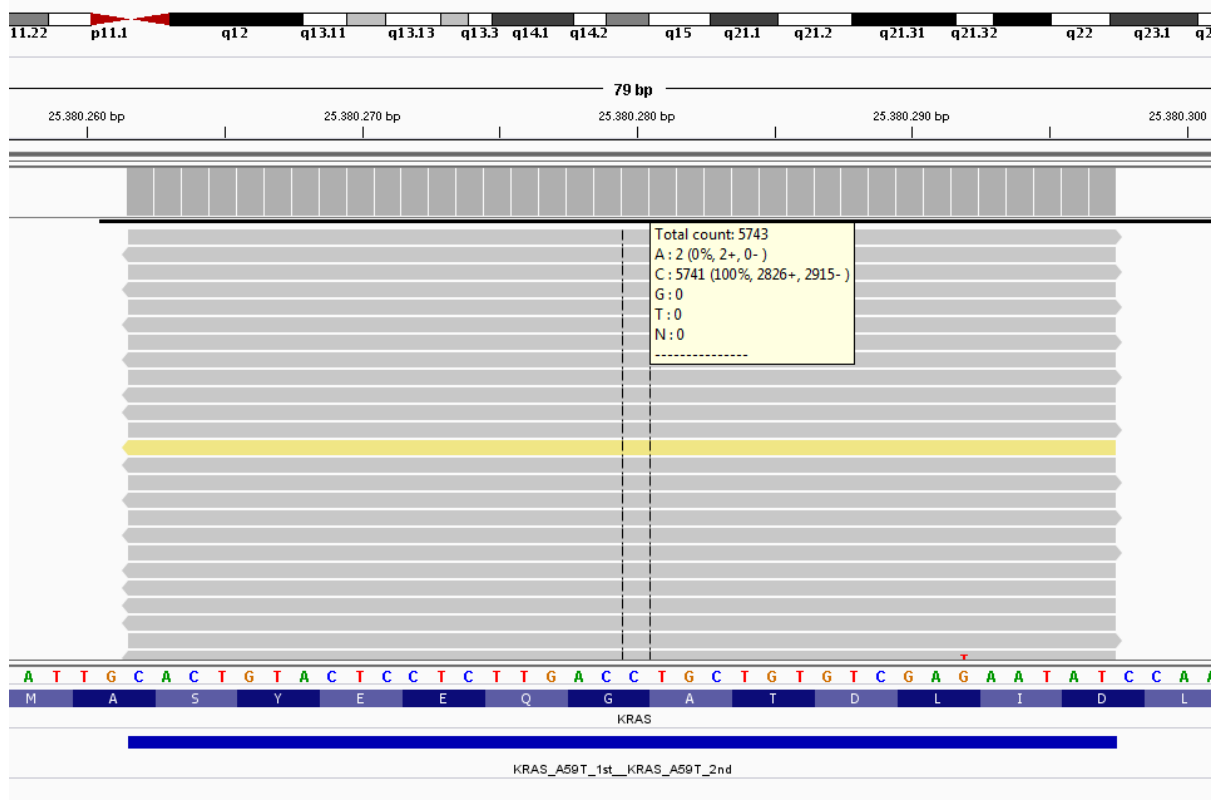 11.22 p11.1 q12 q13.11 q13.13 q13.3 q14.1 q14.2 q15 q21.1 q21.2 q21.31 q21.32 q22 q23.1 q2
79 bp
25.380.260 bp 25.380.270 bp 25.380.280 bp 25.380.290 bp 25.380.300
Total count: 5743
A : 2 (0%, 2+, 0- )
C : 5741 (100%, 2826+, 2915- )
G : 0
T : 0
N : 0
---------------
T
A T T G C A C T G T A C T C C T C T T G A C C T G C T G T G T C G A G A A T A T C C A A
M A S Y E E Q G A T D L I D L
KRAS
KRAS_A59T_1st__KRAS_A59T_2nd